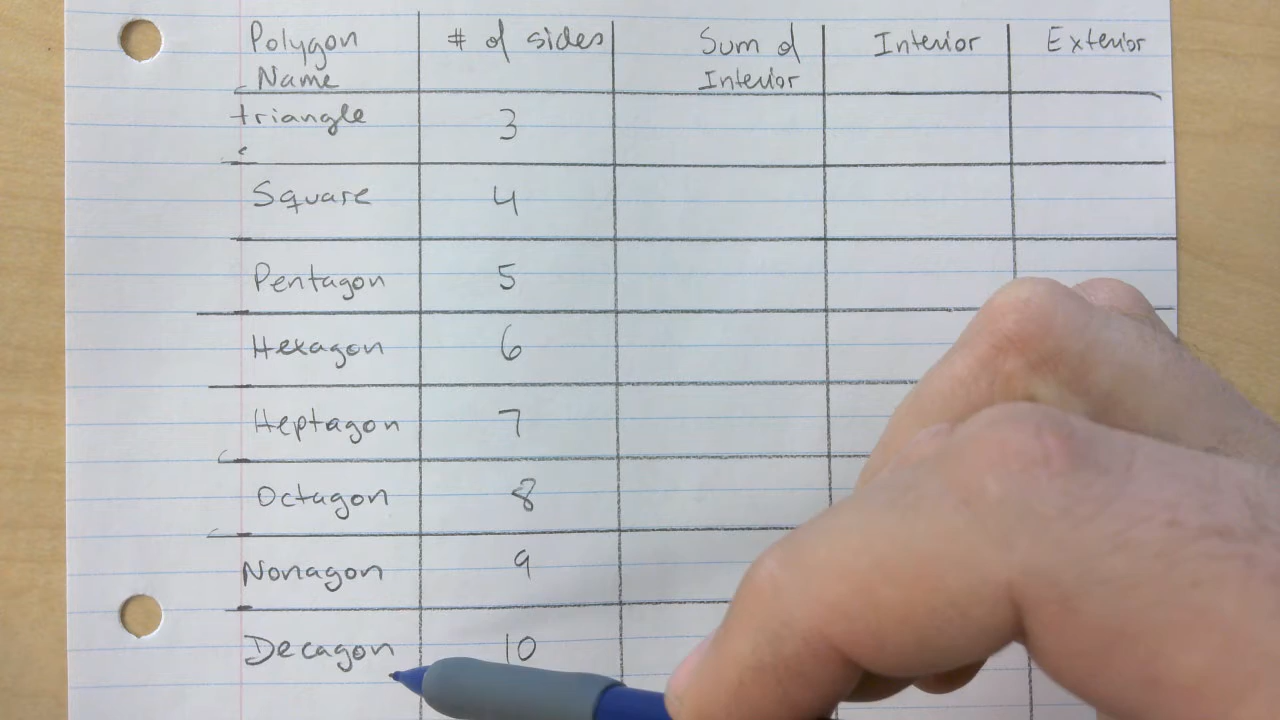 Polygon Name # of sides Sum of Interior Interior Exterior
triangle 3
Square 4
Pentagon 5
Hexagon 6
Heptagon 7
Octagon 8
Nonagon 9
Decagon 10